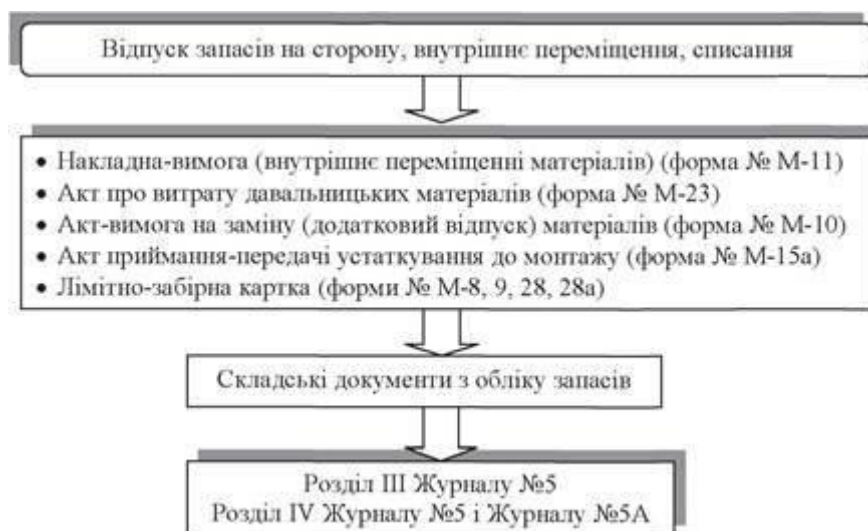 Відпуск запасів на сторону, внутрішнє переміщення, списання
• Накладна-вимога (внутрішнє переміщенні матеріалів) (форма № М-11)
• Акт про витрату давальницьких матеріалів (форма № М-23)
• Акт-вимога на заміну (додатковий відпуск) матеріалів (форма № М-10)
• Акт приймання-передачі устаткування до монтажу (форма № М-15а)
• Лімітно-забірна картка (форми № М-8, 9, 28, 28а)
Складські документи з обліку запасів
Розділ ІІІ Журналу №5
Розділ IV Журналу №5 і Журналу №5А